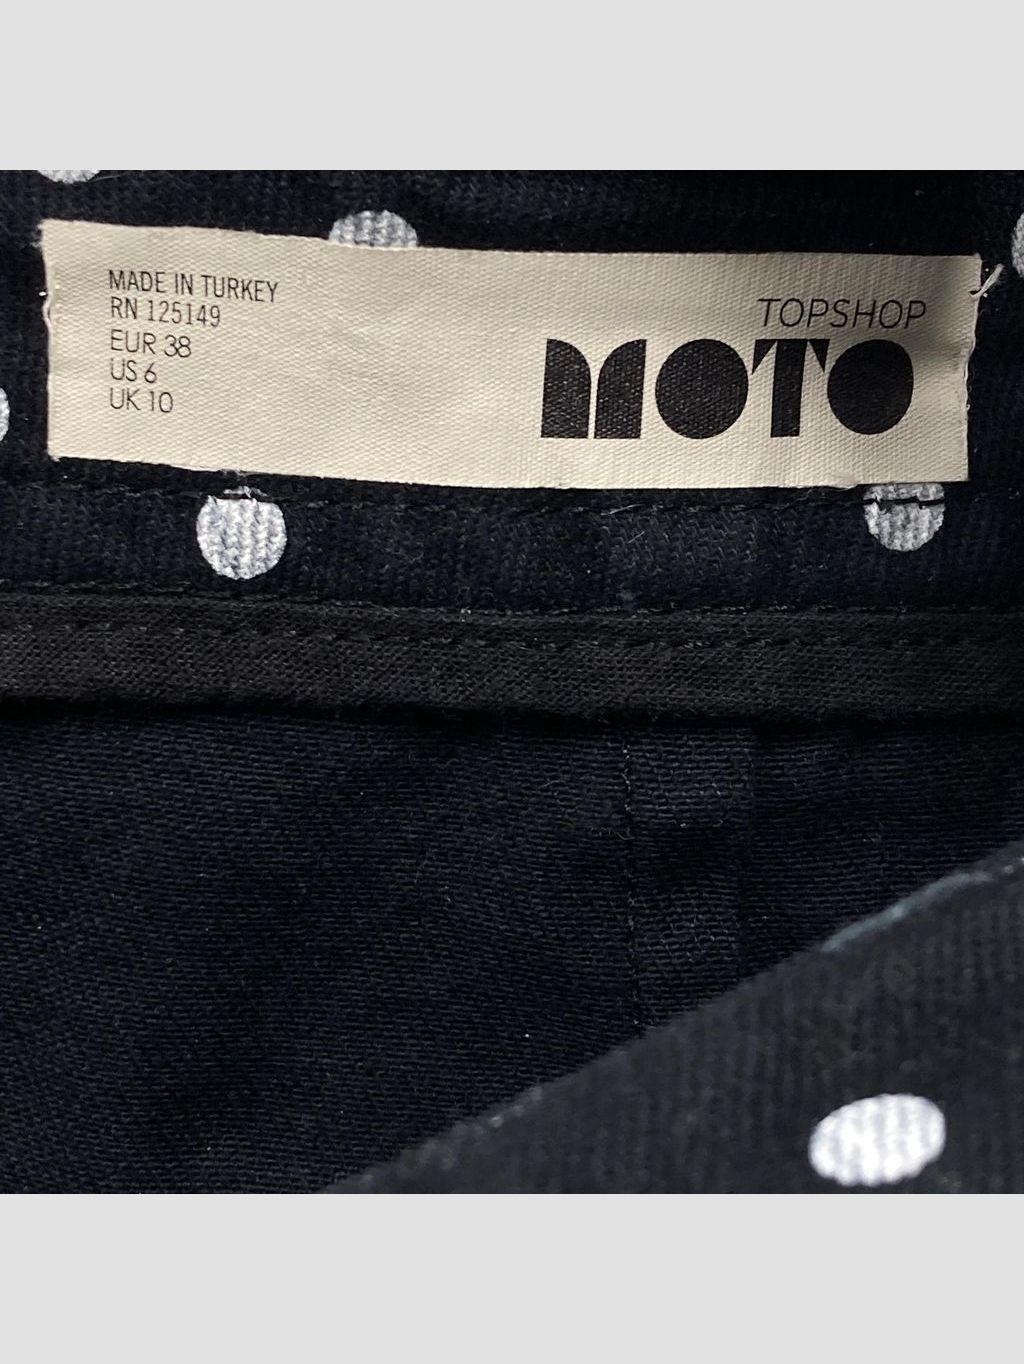 MADE IN TURKEY
RN 125149
EUR 38
US 6
UK 10
TOPSHOP
MOTO